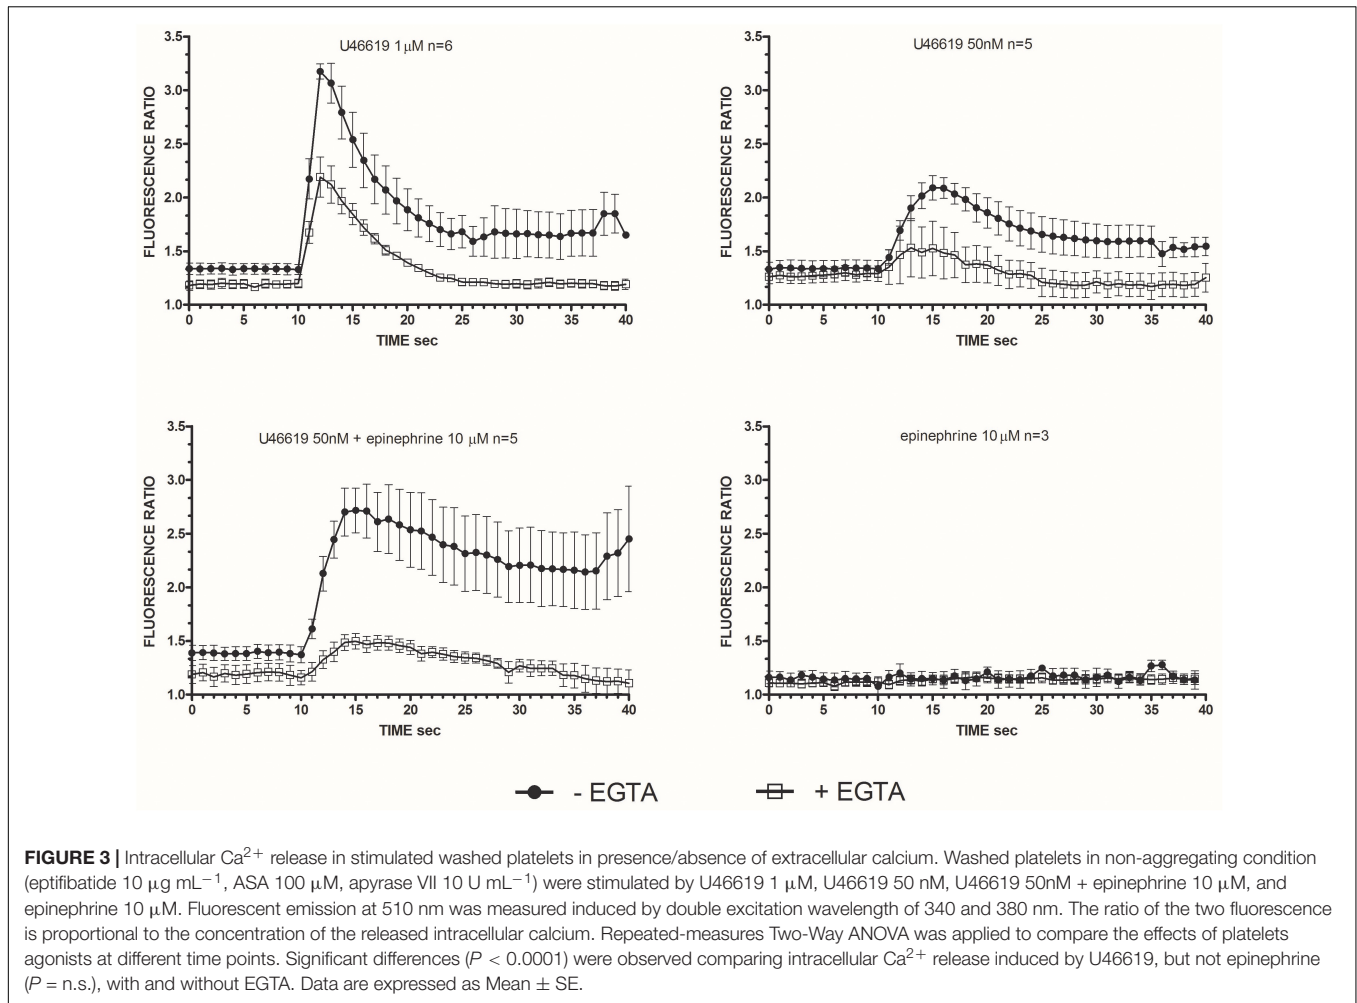 U46619 1μM n=6
FLUORESCENCE RATIO
3.5
3.0
2.5
2.0
1.5
1.0
0 5 10 15 20 25 30 35 40
TIME sec
U46619 50nM n=5
FLUORESCENCE RATIO
3.5
3.0
2.5
2.0
1.5
1.0
0 5 10 15 20 25 30 35 40
TIME sec
U46619 50nM + epinephrine 10 μM n=5
FLUORESCENCE RATIO
3.5
3.0
2.5
2.0
1.5
1.0
0 5 10 15 20 25 30 35 40
TIME sec
epinephrine 10μM n=3
FLUORESCENCE RATIO
3.5
3.0
2.5
2.0
1.5
1.0
0 5 10 15 20 25 30 35 40
TIME sec
- EGTA + EGTA
FIGURE 3 | Intracellular Ca²⁺ release in stimulated washed platelets in presence/absence of extracellular calcium. Washed platelets in non-aggregating condition
(eptifibatide 10 μg mL⁻¹, ASA 100 μM, apyrase VII 10 U mL⁻¹) were stimulated by U46619 1 μM, U46619 50 nM, U46619 50nM + epinephrine 10 μM, and
epinephrine 10 μM. Fluorescent emission at 510 nm was measured induced by double excitation wavelength of 340 and 380 nm. The ratio of the two fluorescence
is proportional to the concentration of the released intracellular calcium. Repeated-measures Two-Way ANOVA was applied to compare the effects of platelets
agonists at different time points. Significant differences (P < 0.0001) were observed comparing intracellular Ca²⁺ release induced by U46619, but not epinephrine
(P = n.s.), with and without EGTA. Data are expressed as Mean ± SE.